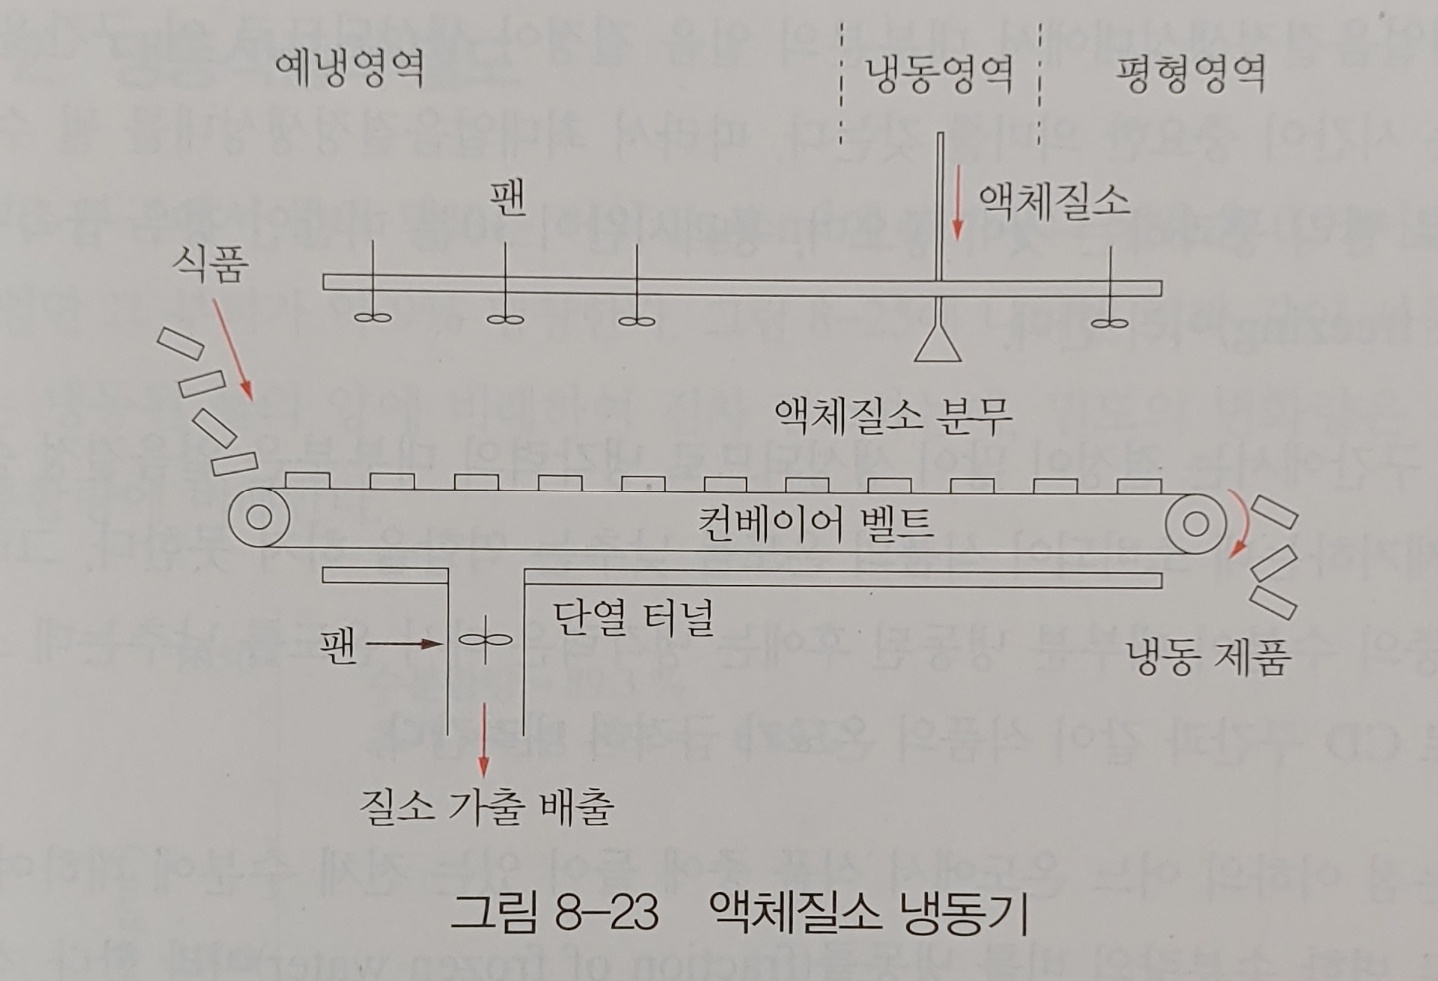 예냉영역
냉동영역
평형영역
팬
액체질소
식품
액체질소 분무
컨베이어 벨트
단열 터널
팬
냉동 제품
질소 가출 배출
그림 8-23 액체질소 냉동기